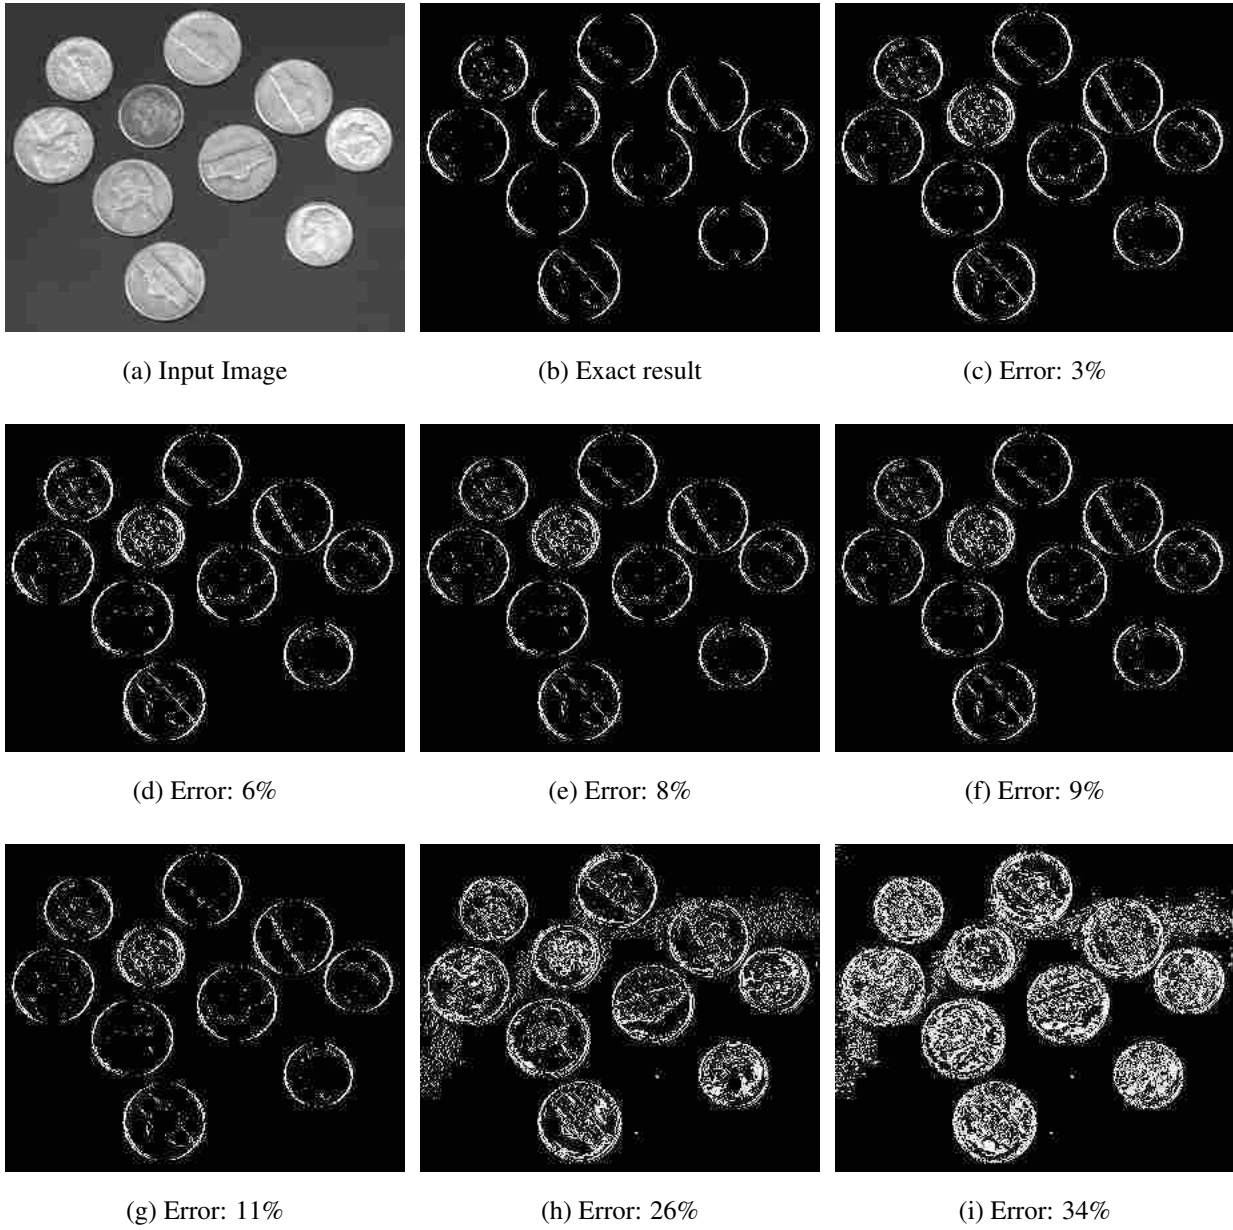 (a) Input Image
(b) Exact result
(c) Error: 3%
(d) Error: 6%
(e) Error: 8%
(f) Error: 9%
(g) Error: 11%
(h) Error: 26%
(i) Error: 34%